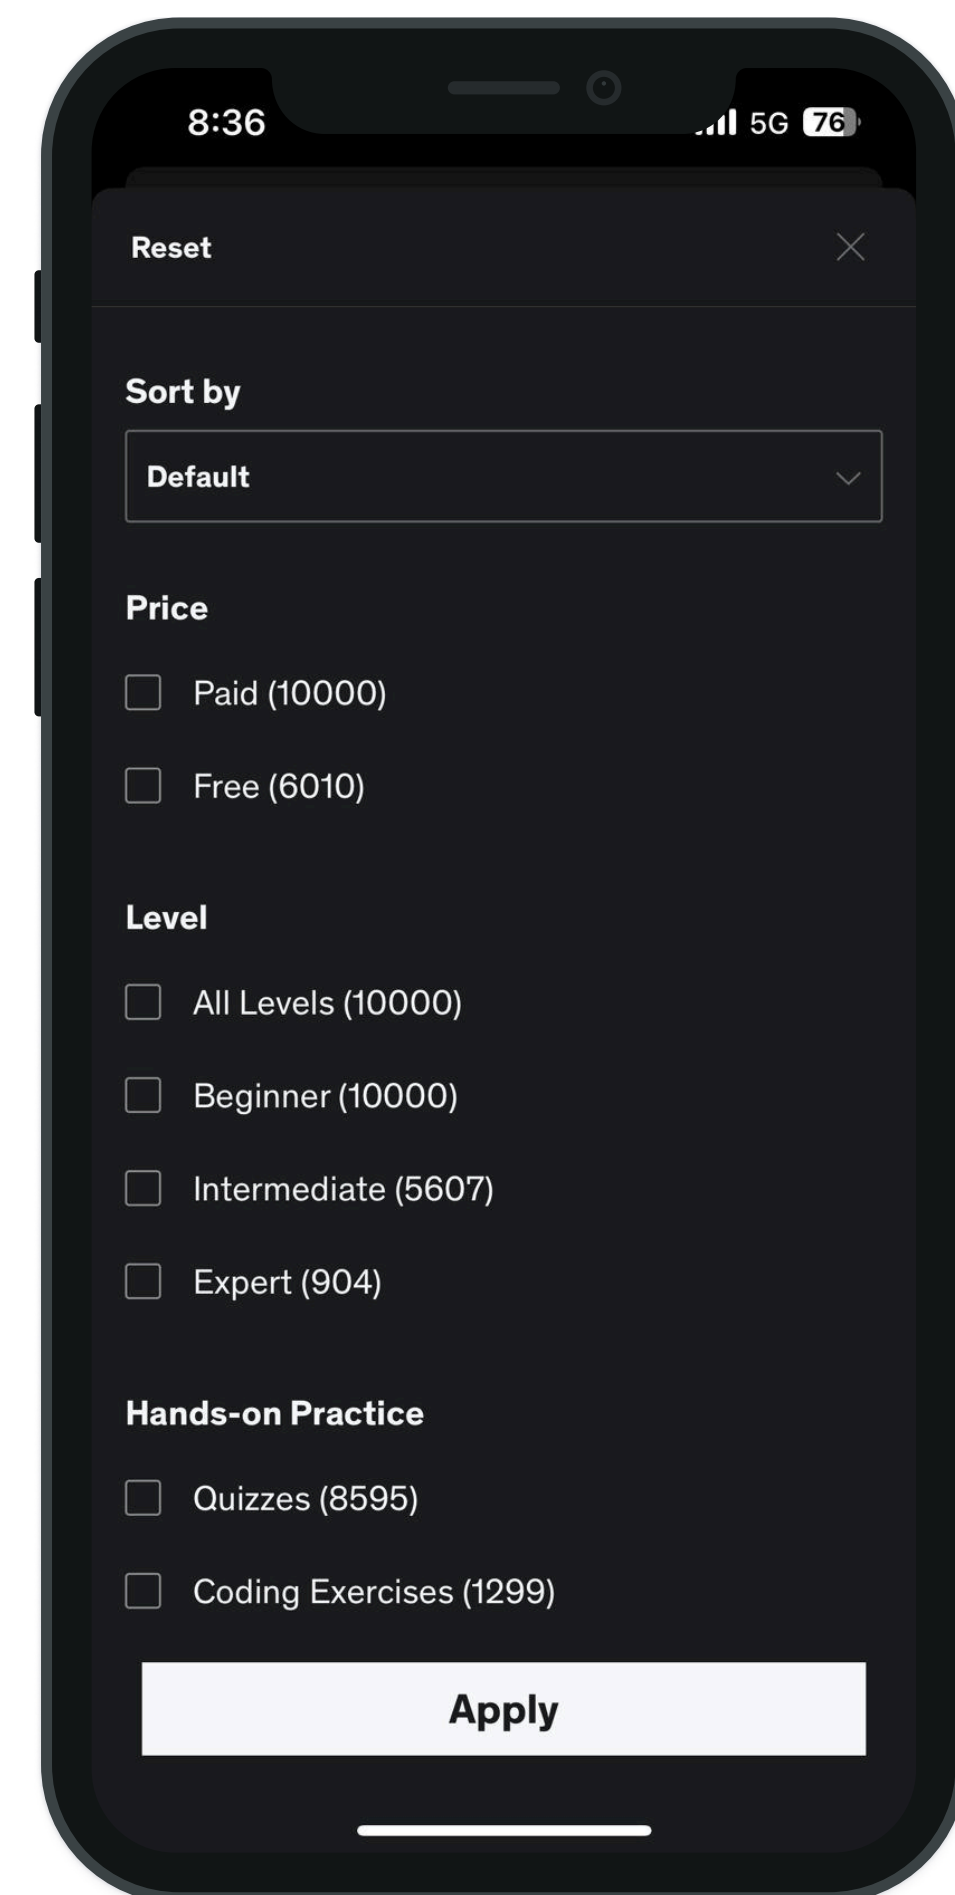 8:36 5G 76
Reset
Sort by
Default
Price
Paid (10000)
Free (6010)
Level
All Levels (10000)
Beginner (10000)
Intermediate (5607)
Expert (904)
Hands-on Practice
Quizzes (8595)
Coding Exercises (1299)
Apply